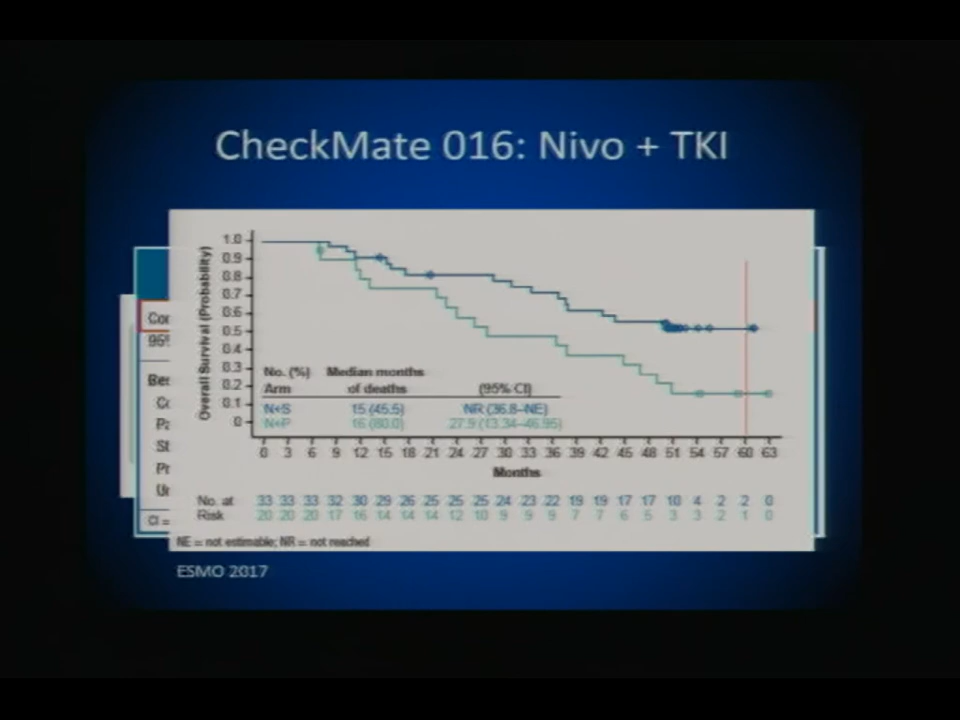 CheckMate 016: Nivo + TKI
Overall Survival (Probability)
1.0
0.9
0.8
0.7
0.6
0.5
0.4
0.3
0.2
0.1
0
No. (%) Median months
Arm of deaths (95% CI)
N+S 15 (45.5) NR (36.8–NE)
N+P 16 (80.0) 27.9 (13.34–46.95)
0 3 6 9 12 15 18 21 24 27 30 33 36 39 42 45 48 51 54 57 60 63
Months
No. at 33 33 33 32 30 29 26 25 25 25 24 23 22 19 19 17 17 10 4 2 2 0
Risk 20 20 20 17 16 14 14 14 12 10 9 9 9 7 7 6 5 3 3 2 1 0
NE = not estimable; NR = not reached
95%
CI =
ESMO 2017